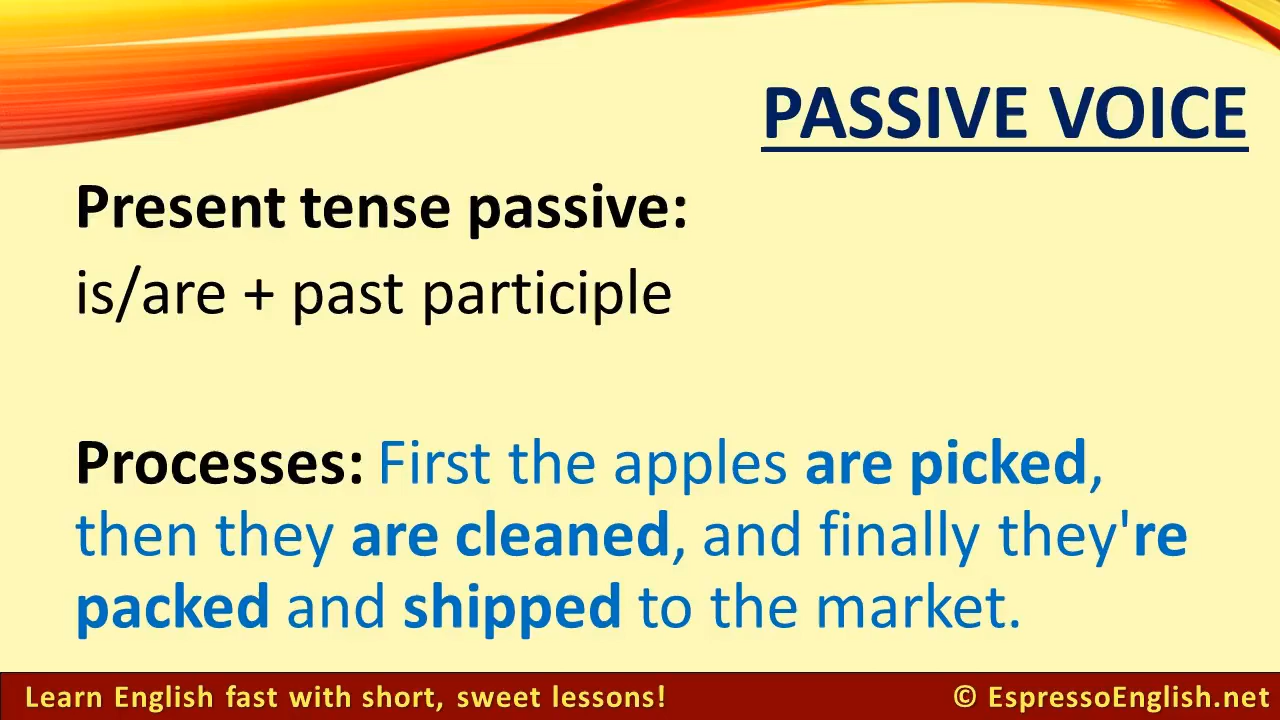 PASSIVE VOICE
Present tense passive:
is/are + past participle
Processes: First the apples are picked,
then they are cleaned, and finally they're
packed and shipped to the market.
Learn English fast with short, sweet lessons!
© EspressoEnglish.net